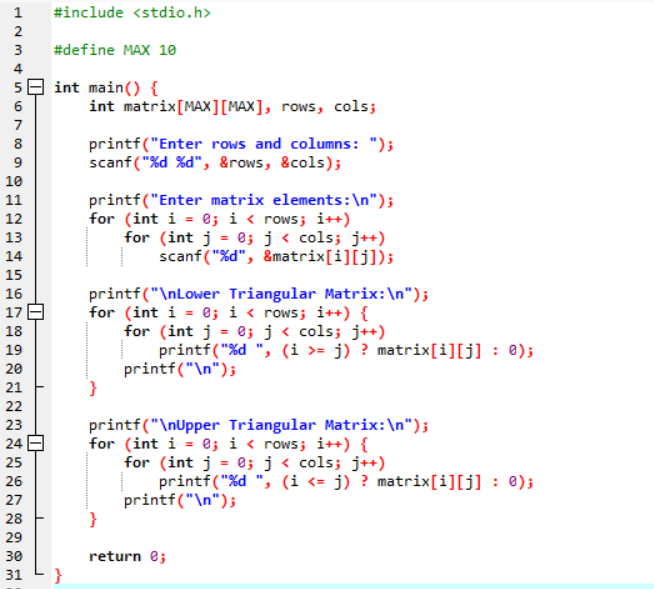 1 #include <stdio.h>
2
3 #define MAX 10
4
5 int main() {
6     int matrix[MAX][MAX], rows, cols;
7
8     printf("Enter rows and columns: ");
9     scanf("%d %d", &rows, &cols);
10
11     printf("Enter matrix elements:\n");
12     for (int i = 0; i < rows; i++)
13         for (int j = 0; j < cols; j++)
14             scanf("%d", &matrix[i][j]);
15
16     printf("\nLower Triangular Matrix:\n");
17     for (int i = 0; i < rows; i++) {
18         for (int j = 0; j < cols; j++)
19             printf("%d ", (i >= j) ? matrix[i][j] : 0);
20         printf("\n");
21     }
22
23     printf("\nUpper Triangular Matrix:\n");
24     for (int i = 0; i < rows; i++) {
25         for (int j = 0; j < cols; j++)
26             printf("%d ", (i <= j) ? matrix[i][j] : 0);
27         printf("\n");
28     }
29
30     return 0;
31 }